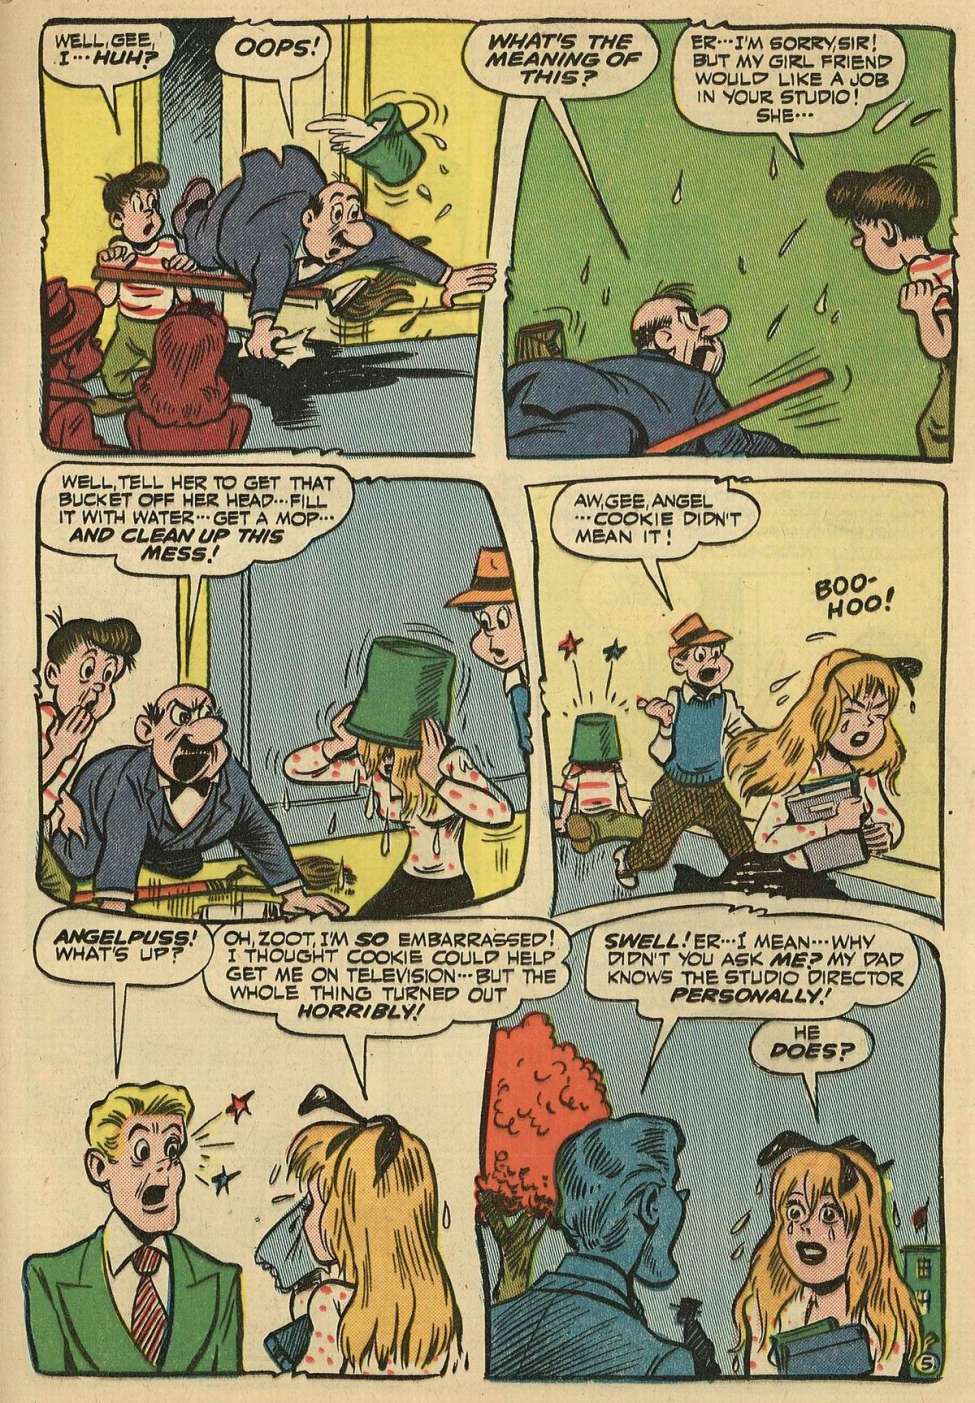 WELL, GEE,
I--- HUH?
OOPS!
WHAT'S THE
MEANING OF
THIS?
ER--- I'M SORRY, SIR!
BUT MY GIRL FRIEND
WOULD LIKE A JOB
IN YOUR STUDIO!
SHE---
WELL, TELL HER TO GET THAT
BUCKET OFF HER HEAD--- FILL
IT WITH WATER--- GET A MOP---
AND CLEAN UP THIS
MESS!
AW, GEE, ANGEL
--- COOKIE DIDN'T
MEAN IT!
BOO-
HOO!
ANGELPUSS!
WHAT'S UP?
OH, ZOOT, I'M SO EMBARRASSED!
I THOUGHT COOKIE COULD HELP
GET ME ON TELEVISION--- BUT THE
WHOLE THING TURNED OUT
HORRIBLY!
SWELL! ER--- I MEAN--- WHY
DIDN'T YOU ASK ME? MY DAD
KNOWS THE STUDIO DIRECTOR
PERSONALLY!
HE
DOES?
5